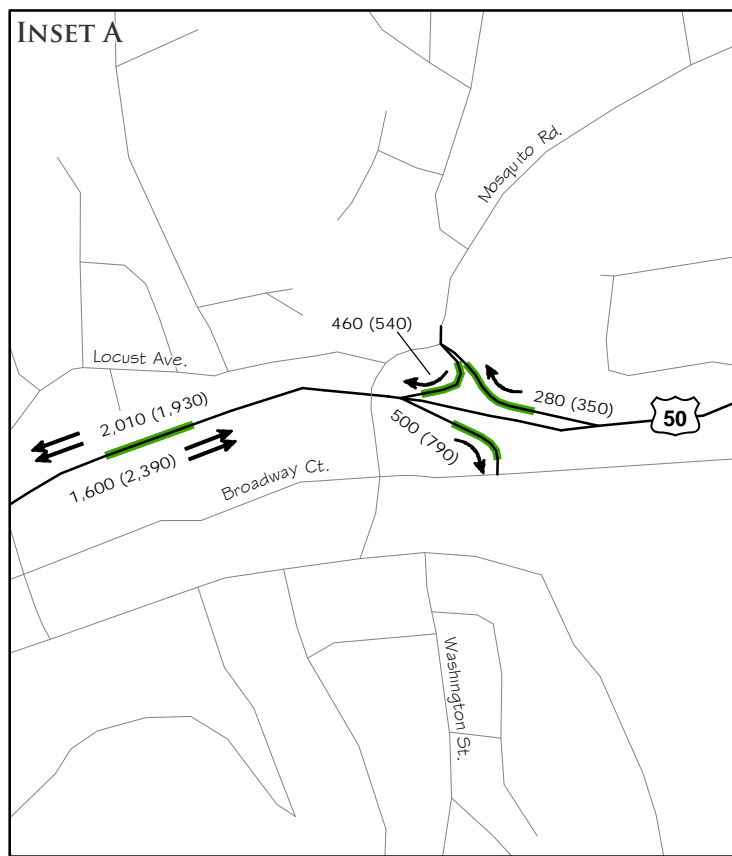 INSET A
Mosquito Rd.
460 (540)
Locust Ave.
280 (350)
2,010 (1,930)
50
500 (790)
1,600 (2,390)
Broadway Ct.
Washington St.